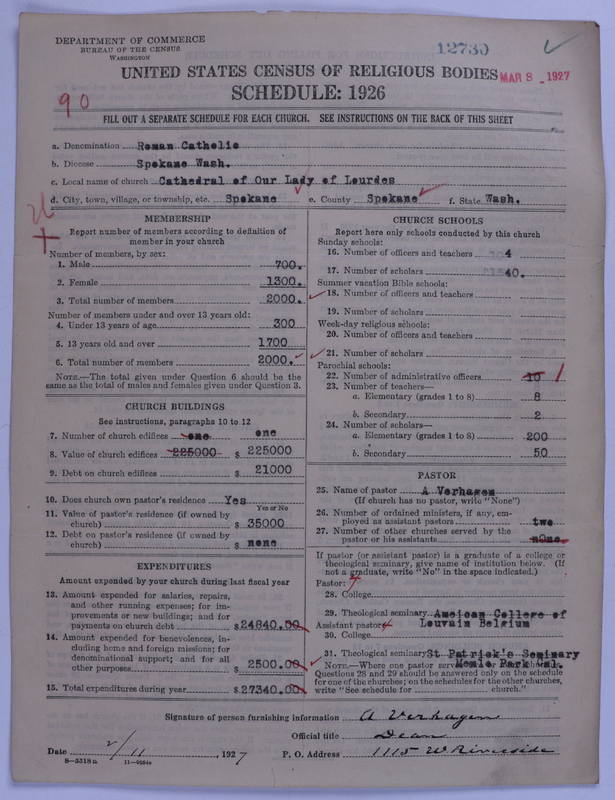 DEPARTMENT OF COMMERCE
BUREAU OF THE CENSUS
WASHINGTON
12730
UNITED STATES CENSUS OF RELIGIOUS BODIES
MAR 8 - 1927
SCHEDULE: 1926
90
FILL OUT A SEPARATE SCHEDULE FOR EACH CHURCH. SEE INSTRUCTIONS ON THE BACK OF THIS SHEET
a. Denomination Roman Catholic
b. Diocese Spokane Wash.
c. Local name of church Cathedral of Our Lady of Lourdes
d. City, town, village, or township, etc. Spokane e. County Spokane f. State Wash.
MEMBERSHIP
Report number of members according to definition of
member in your church
Number of members, by sex:
1. Male 700.
2. Female 1300.
3. Total number of members 2000.
Number of members under and over 13 years old:
4. Under 13 years of age 300
5. 13 years old and over 1700
6. Total number of members 2000.
NOTE.—The total given under Question 6 should be the
same as the total of males and females given under Question 3.
CHURCH BUILDINGS
See instructions, paragraphs 10 to 12
7. Number of church edifices one one
8. Value of church edifices 225000 $ 225000
9. Debt on church edifices $ 21000
10. Does church own pastor's residence Yes
Yes or No
11. Value of pastor's residence (if owned by
church) $ 35000
12. Debt on pastor's residence (if owned by
church) $ none
EXPENDITURES
Amount expended by your church during last fiscal year
13. Amount expended for salaries, repairs,
and other running expenses; for im-
provements or new buildings; and for
payments on church debt $24840.00
14. Amount expended for benevolences, in-
cluding home and foreign missions; for
denominational support; and for all
other purposes $ 2500.00
15. Total expenditures during year $27340.00
CHURCH SCHOOLS
Report here only schools conducted by this church
Sunday schools:
16. Number of officers and teachers 4
17. Number of scholars 40.
Summer vacation Bible schools:
18. Number of officers and teachers
19. Number of scholars
Week-day religious schools:
20. Number of officers and teachers
21. Number of scholars
Parochial schools:
22. Number of administrative officers 10 1
23. Number of teachers—
a. Elementary (grades 1 to 8) 8
b. Secondary 2
24. Number of scholars—
a. Elementary (grades 1 to 8) 200
b. Secondary 50
PASTOR
25. Name of pastor A Verhagen
(If church has no pastor, write "None")
26. Number of ordained ministers, if any, em-
ployed as assistant pastors two
27. Number of other churches served by the
pastor or his assistants none
If pastor (or assistant pastor) is a graduate of a college or
theological seminary, give name of institution below. (If
not a graduate, write "No" in the space indicated.)
Pastor:
28. College
29. Theological seminary American College of
Louvain Belgium
Assistant pastor:
30. College
31. Theological seminary St Patrick's Seminary
Menlo Park Cal.
NOTE.—Where one pastor serves two or more churches,
Questions 28 and 29 should be answered only on the schedule
for one of the churches; on the schedules for the other churches,
write "See schedule for church."
Signature of person furnishing information A Verhagen
Official title Dean
Date 2/11, 1927 P. O. Address 1115 W Riverside
8-5518a 11-9256